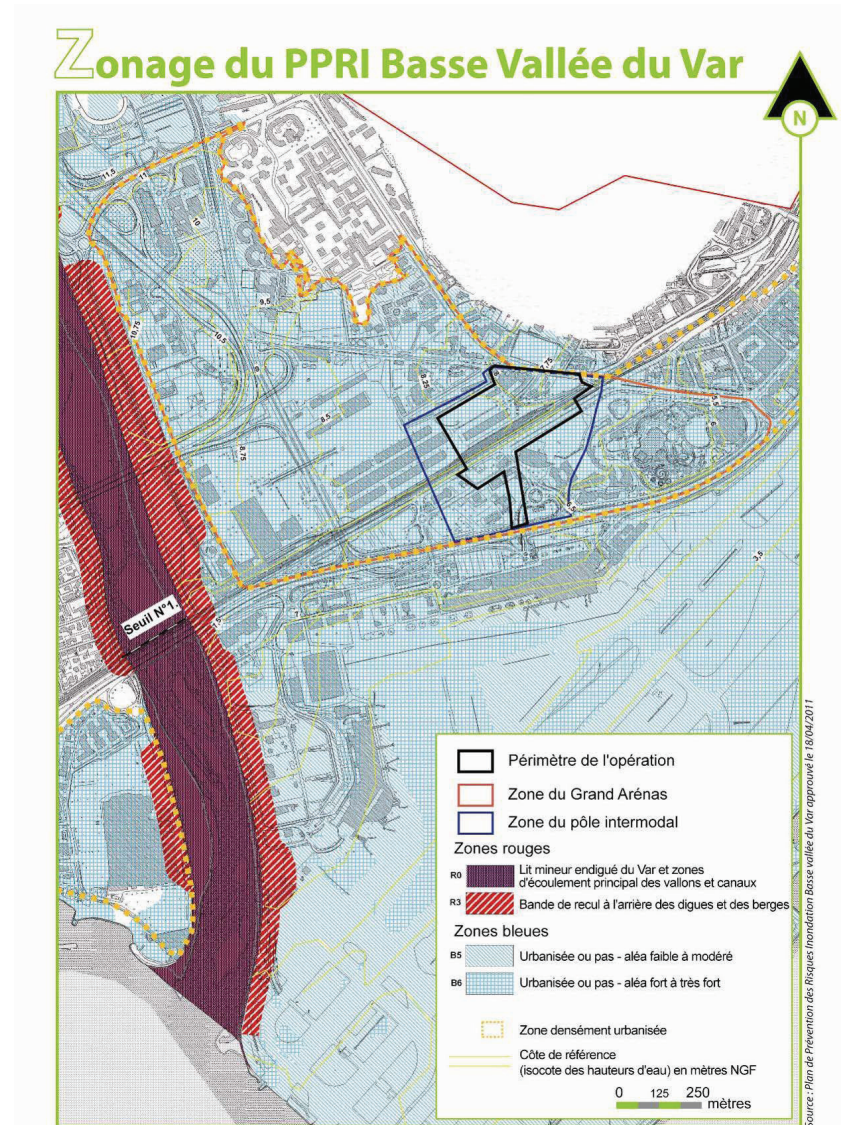 Zonage du PPRI Basse Vallée du Var
N
11,5
11
10
9,5
10,75
10,5
9
8,25
8
7,75
8,5
8,75
5,5
6
6,5
3,5
7
7,5
Seuil N°1.
Périmètre de l'opération
Zone du Grand Arénas
Zone du pôle intermodal
Zones rouges
R0 Lit mineur endigué du Var et zones
d'écoulement principal des vallons et canaux
R3 Bande de recul à l'arrière des digues et des berges
Zones bleues
B5 Urbanisée ou pas - aléa faible à modéré
B6 Urbanisée ou pas - aléa fort à très fort
Zone densément urbanisée
Côte de référence
(isocote des hauteurs d'eau) en mètres NGF
0 125 250
mètres
Source : Plan de Prévention des Risques Inondation Basse vallée du Var approuvé le 18/04/2011